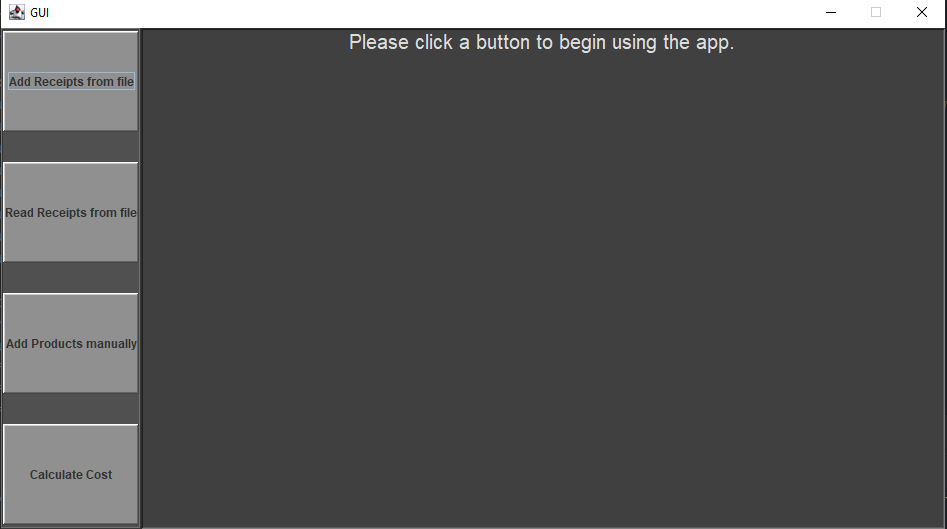 GUI
Please click a button to begin using the app.
Add Receipts from file
Read Receipts from file
Add Products manually
Calculate Cost